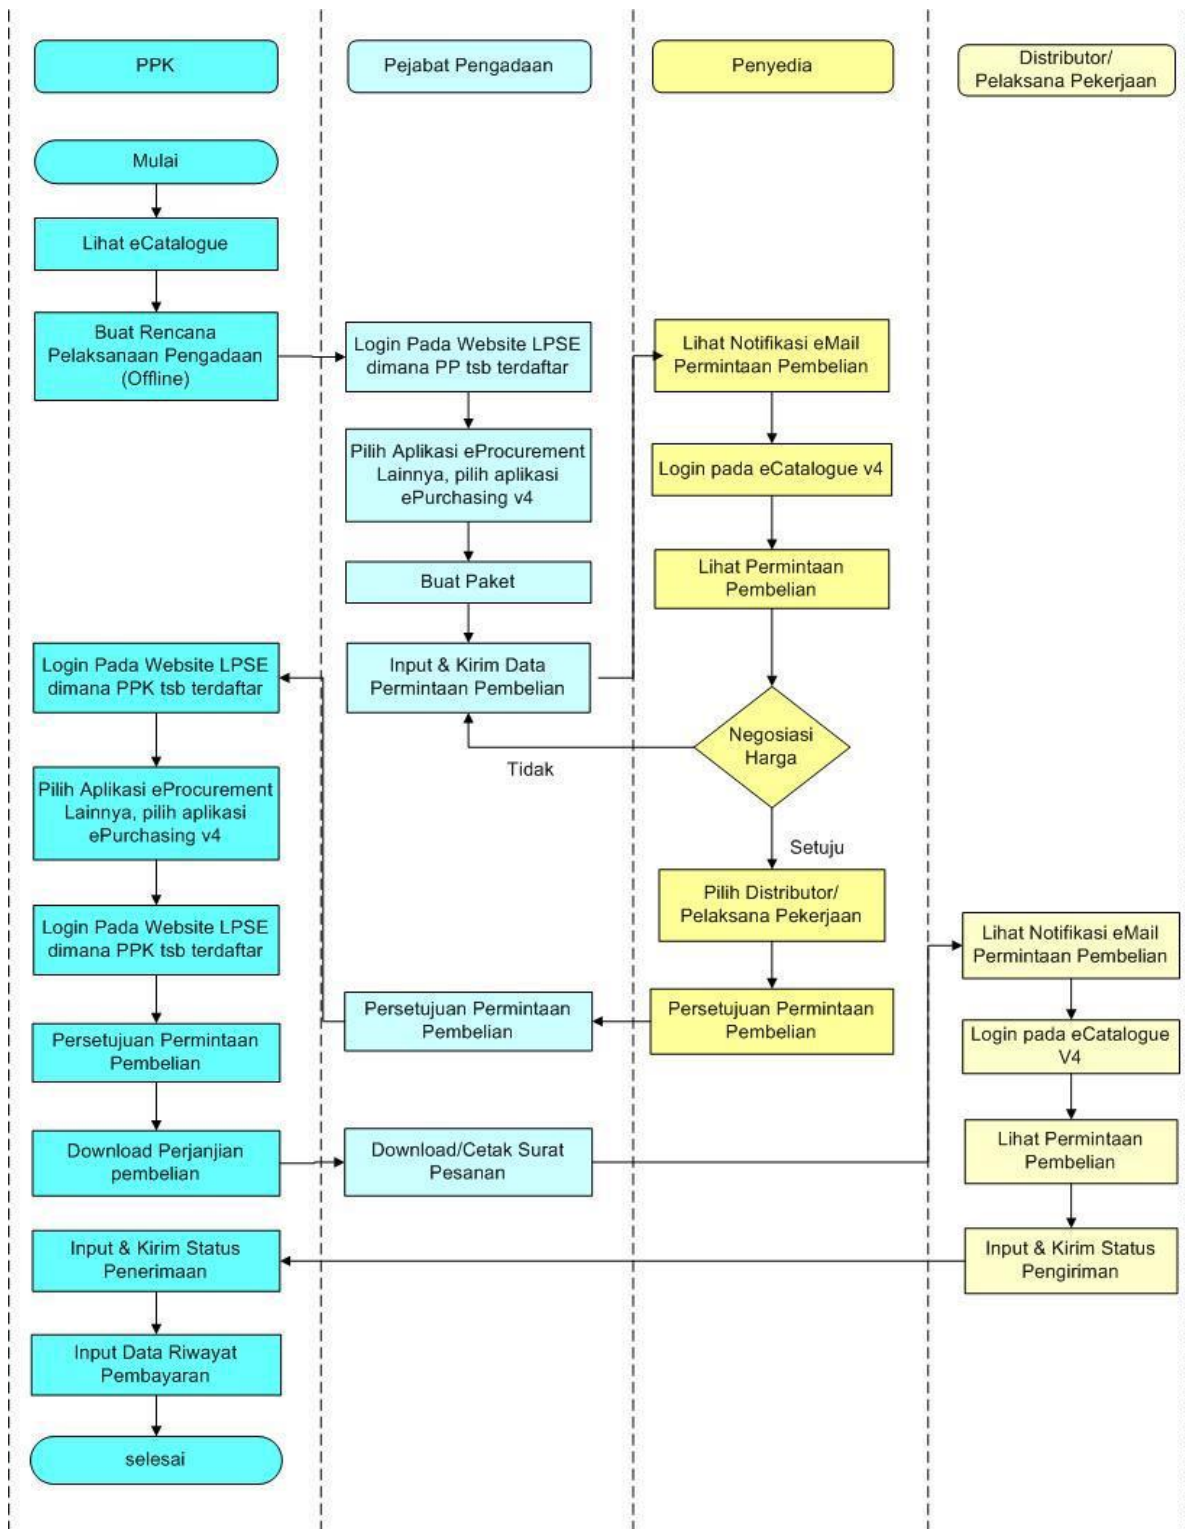 PPK
Pejabat Pengadaan
Penyedia
Distributor/
Pelaksana Pekerjaan
Mulai
Lihat eCatalogue
Buat Rencana
Pelaksanaan Pengadaan
(Offline)
Login Pada Website LPSE
dimana PP tsb terdaftar
Pilih Aplikasi eProcurement
Lainnya, pilih aplikasi
ePurchasing v4
Buat Paket
Input & Kirim Data
Permintaan Pembelian
Lihat Notifikasi eMail
Permintaan Pembelian
Login pada eCatalogue v4
Lihat Permintaan
Pembelian
Negosiasi
Harga
Tidak
Setuju
Pilih Distributor/
Pelaksana Pekerjaan
Persetujuan Permintaan
Pembelian
Persetujuan Permintaan
Pembelian
Login Pada Website LPSE
dimana PPK tsb terdaftar
Pilih Aplikasi eProcurement
Lainnya, pilih aplikasi
ePurchasing v4
Login Pada Website LPSE
dimana PPK tsb terdaftar
Persetujuan Permintaan
Pembelian
Download Perjanjian
pembelian
Download/Cetak Surat
Pesanan
Lihat Notifikasi eMail
Permintaan Pembelian
Login pada eCatalogue
V4
Lihat Permintaan
Pembelian
Input & Kirim Status
Pengiriman
Input & Kirim Status
Penerimaan
Input Data Riwayat
Pembayaran
selesai